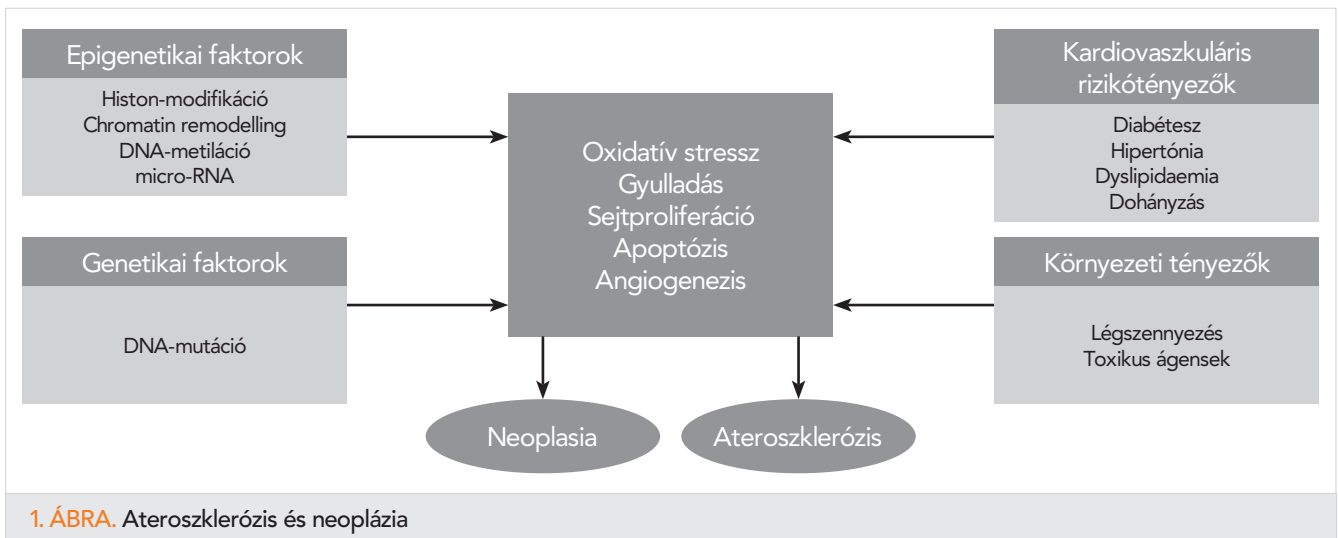 Epigenetikai faktorok
Histon-modifikáció
Chromatin remodelling
DNA-metiláció
micro-RNA
Genetikai faktorok
DNA-mutáció
Oxidatív stressz
Gyulladás
Sejtproliferáció
Apoptózis
Angiogenezis
Kardiovaszkuláris
rizikótényezők
Diabétesz
Hipertónia
Dyslipidaemia
Dohányzás
Környezeti tényezők
Légszennyezés
Toxikus ágensek
Neoplasia
Ateroszklerózis
1. ÁBRA. Ateroszklerózis és neoplázia